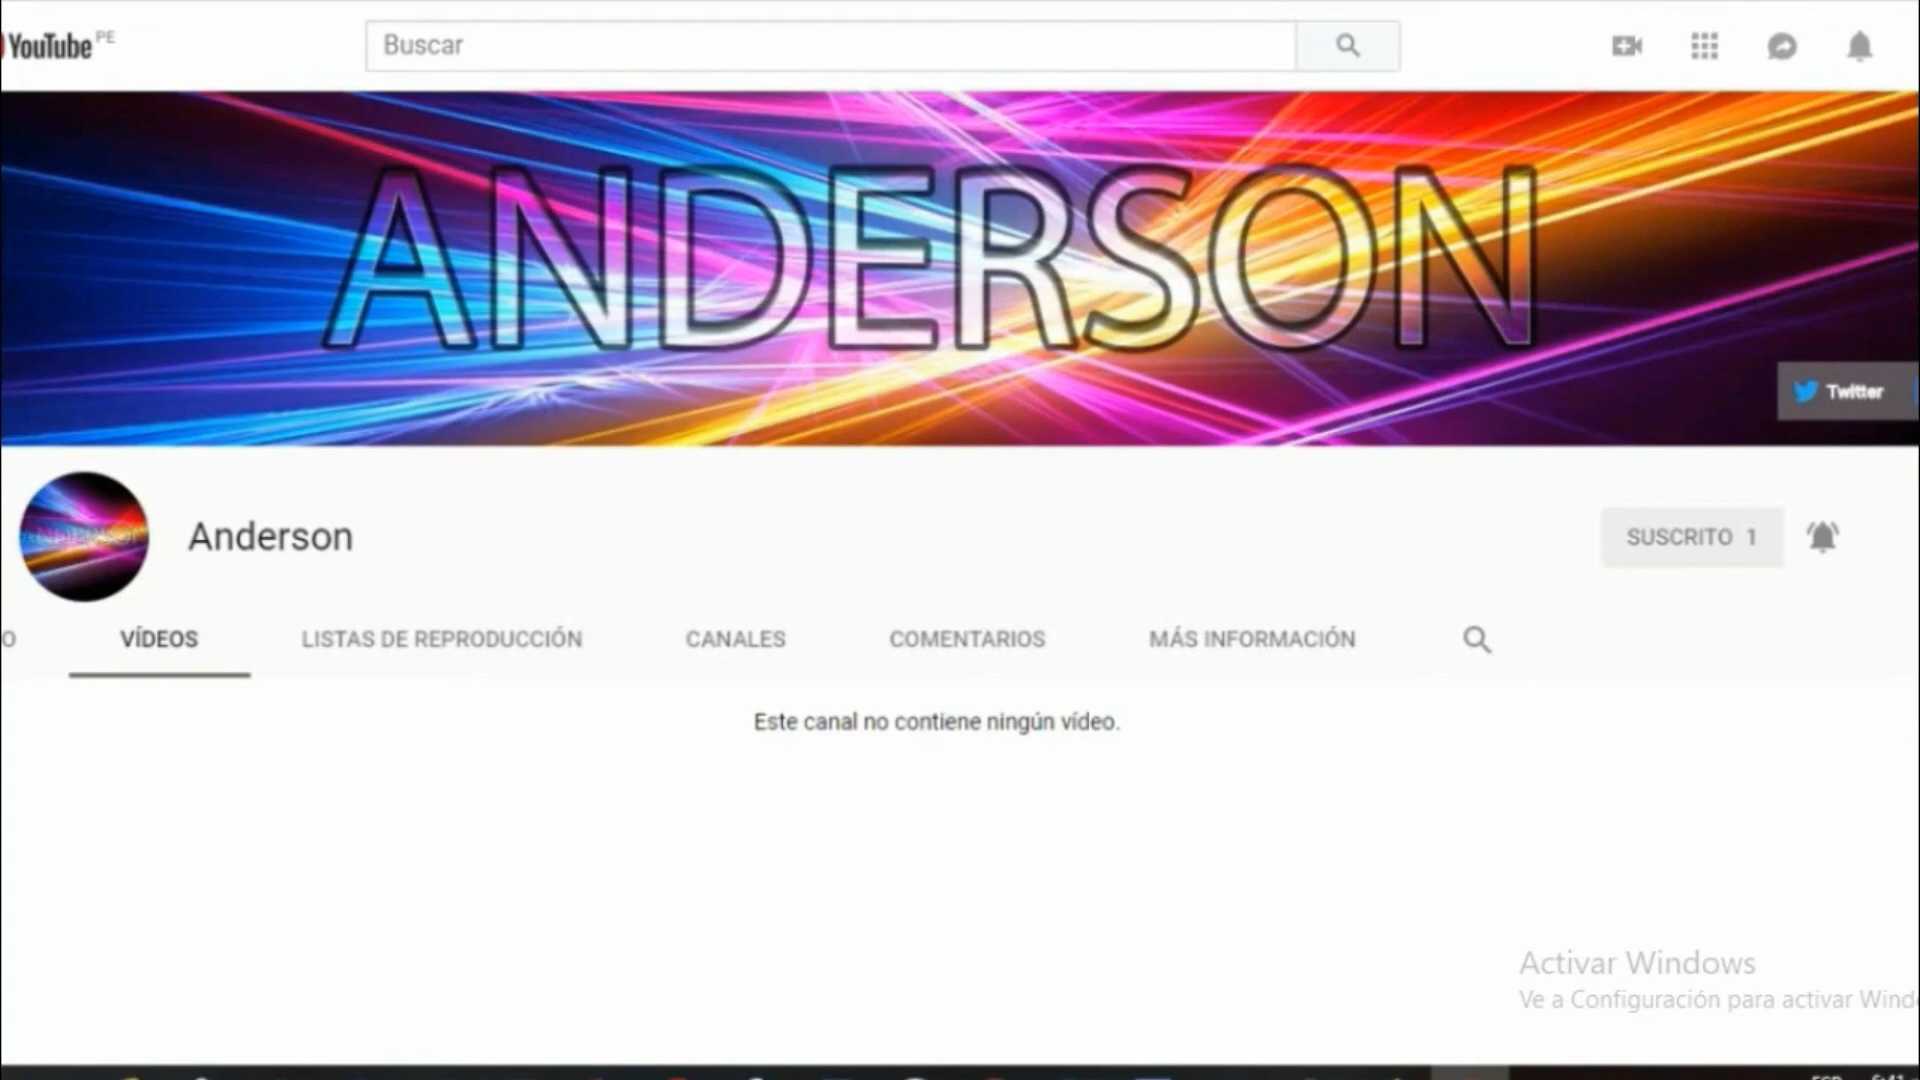 YouTube PE
Buscar
ANDERSON
Twitter
Anderson
SUSCRITO 1
O
VÍDEOS
LISTAS DE REPRODUCCIÓN
CANALES
COMENTARIOS
MÁS INFORMACIÓN
Este canal no contiene ningún vídeo.
Activar Windows
Ve a Configuración para activar Wind